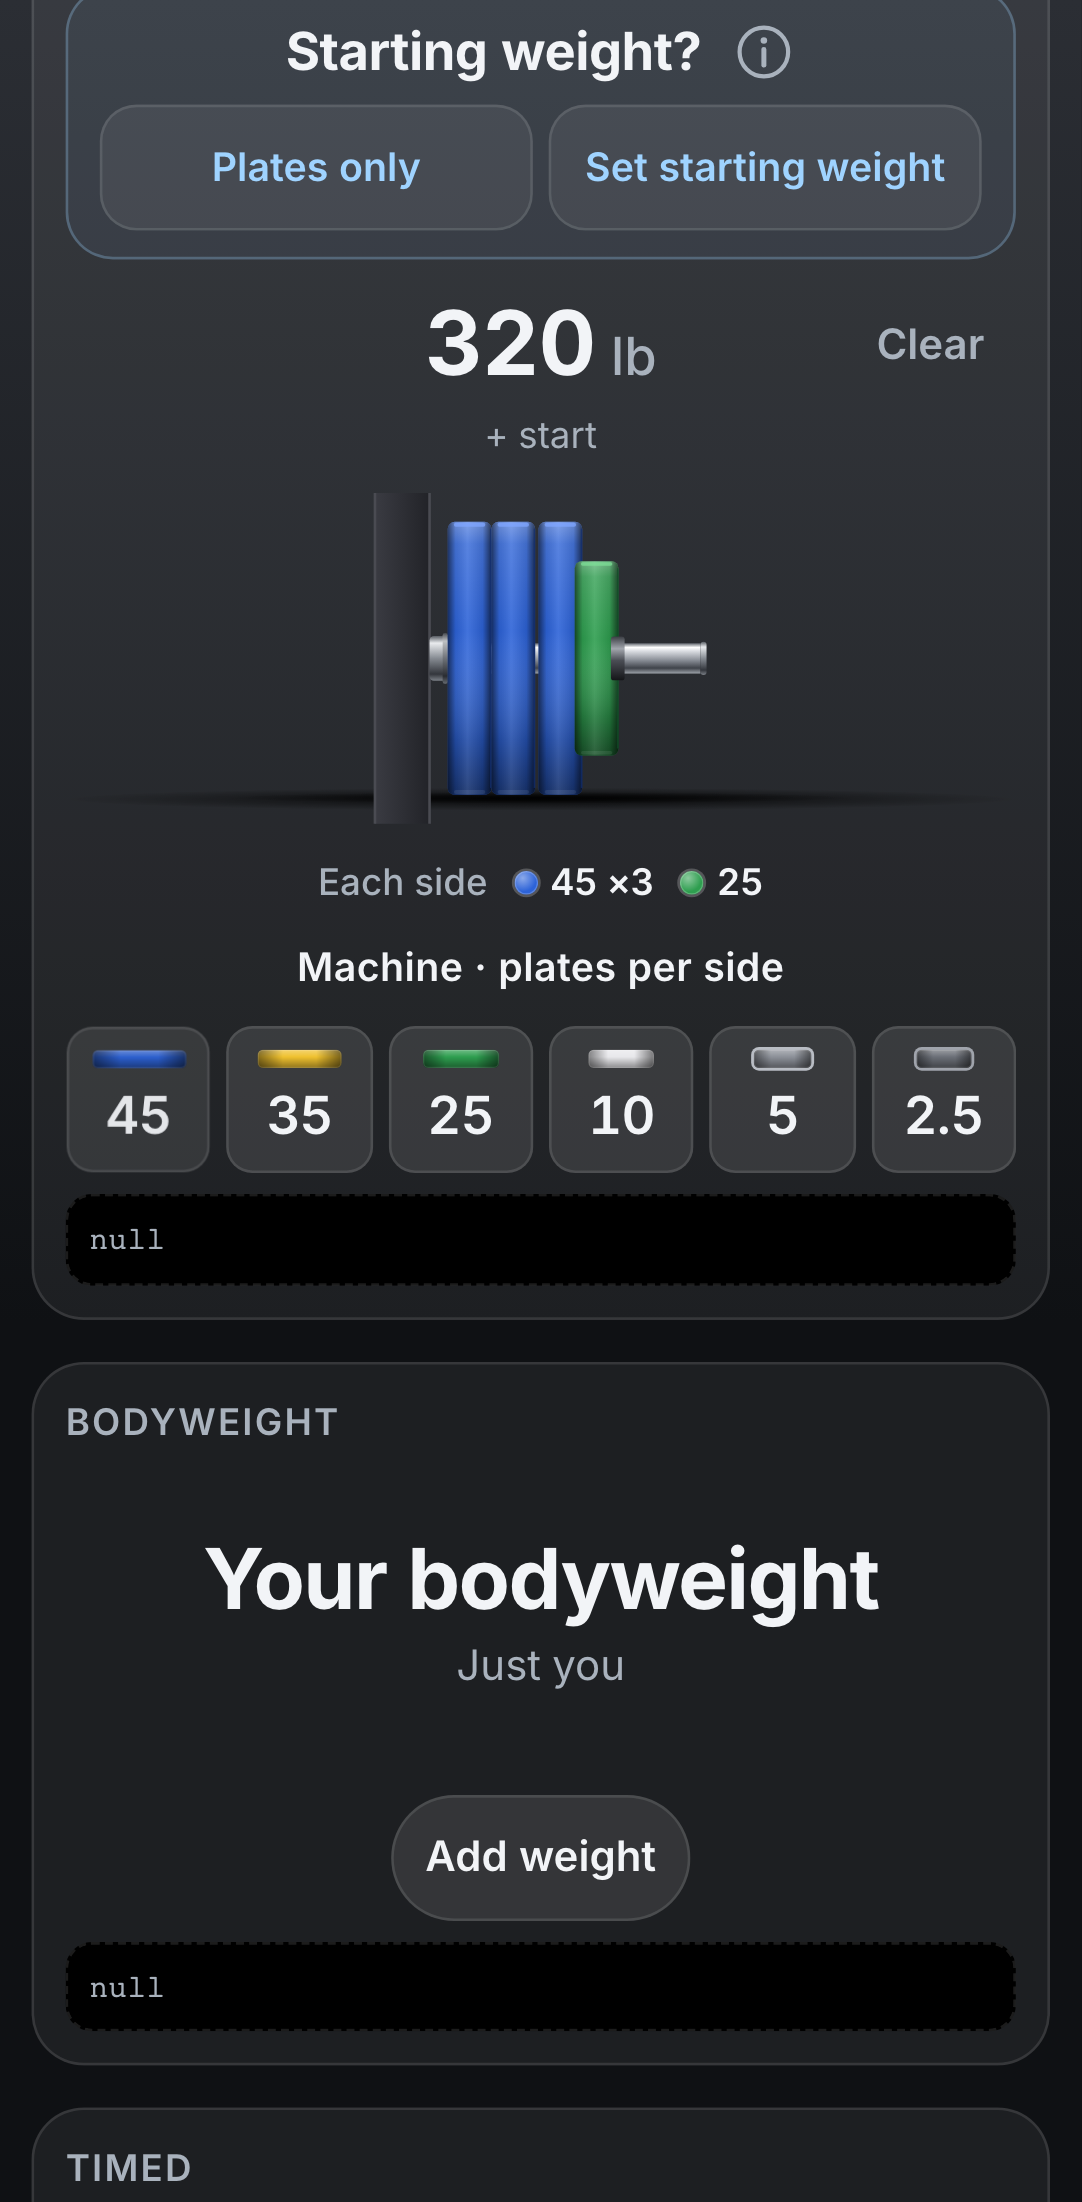 Starting weight?
Plates only
Set starting weight
320 lb
Clear
+ start
Each side 45 ×3 25
Machine · plates per side
45 35 25 10 5 2.5
null
BODYWEIGHT
Your bodyweight
Just you
Add weight
null
TIMED